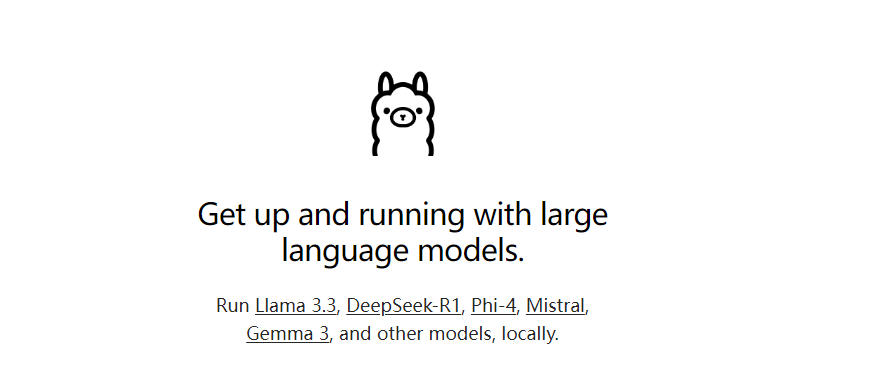 Get up and running with large
language models.
Run Llama 3.3, DeepSeek-R1, Phi-4, Mistral,
Gemma 3, and other models, locally.